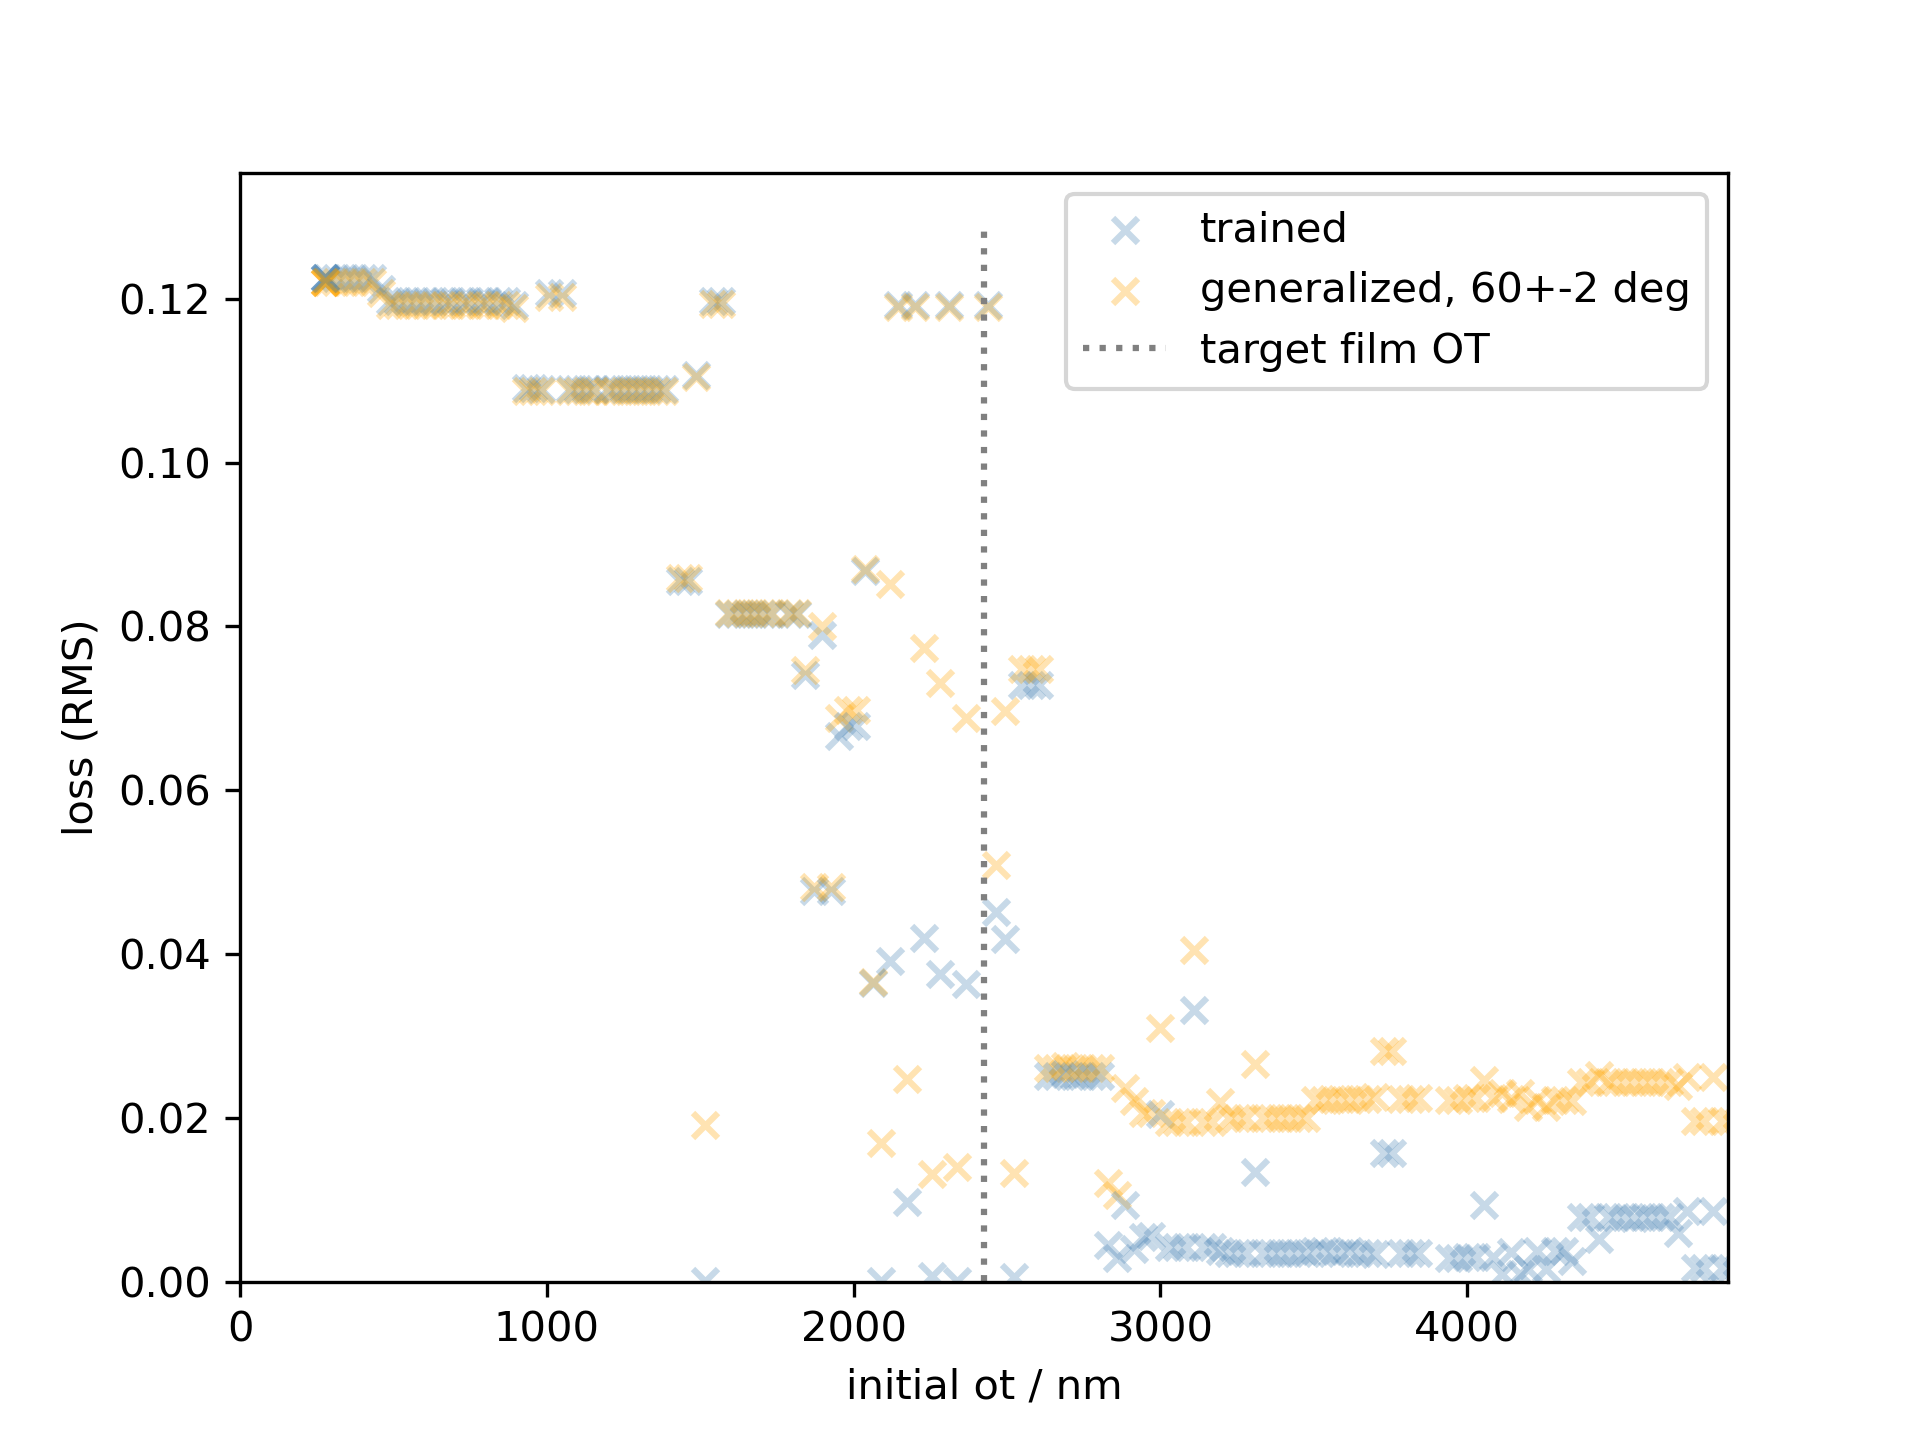 trained
generalized, 60+-2 deg
target film OT
loss (RMS)
0.12
0.10
0.08
0.06
0.04
0.02
0.00
0 1000 2000 3000 4000
initial ot / nm